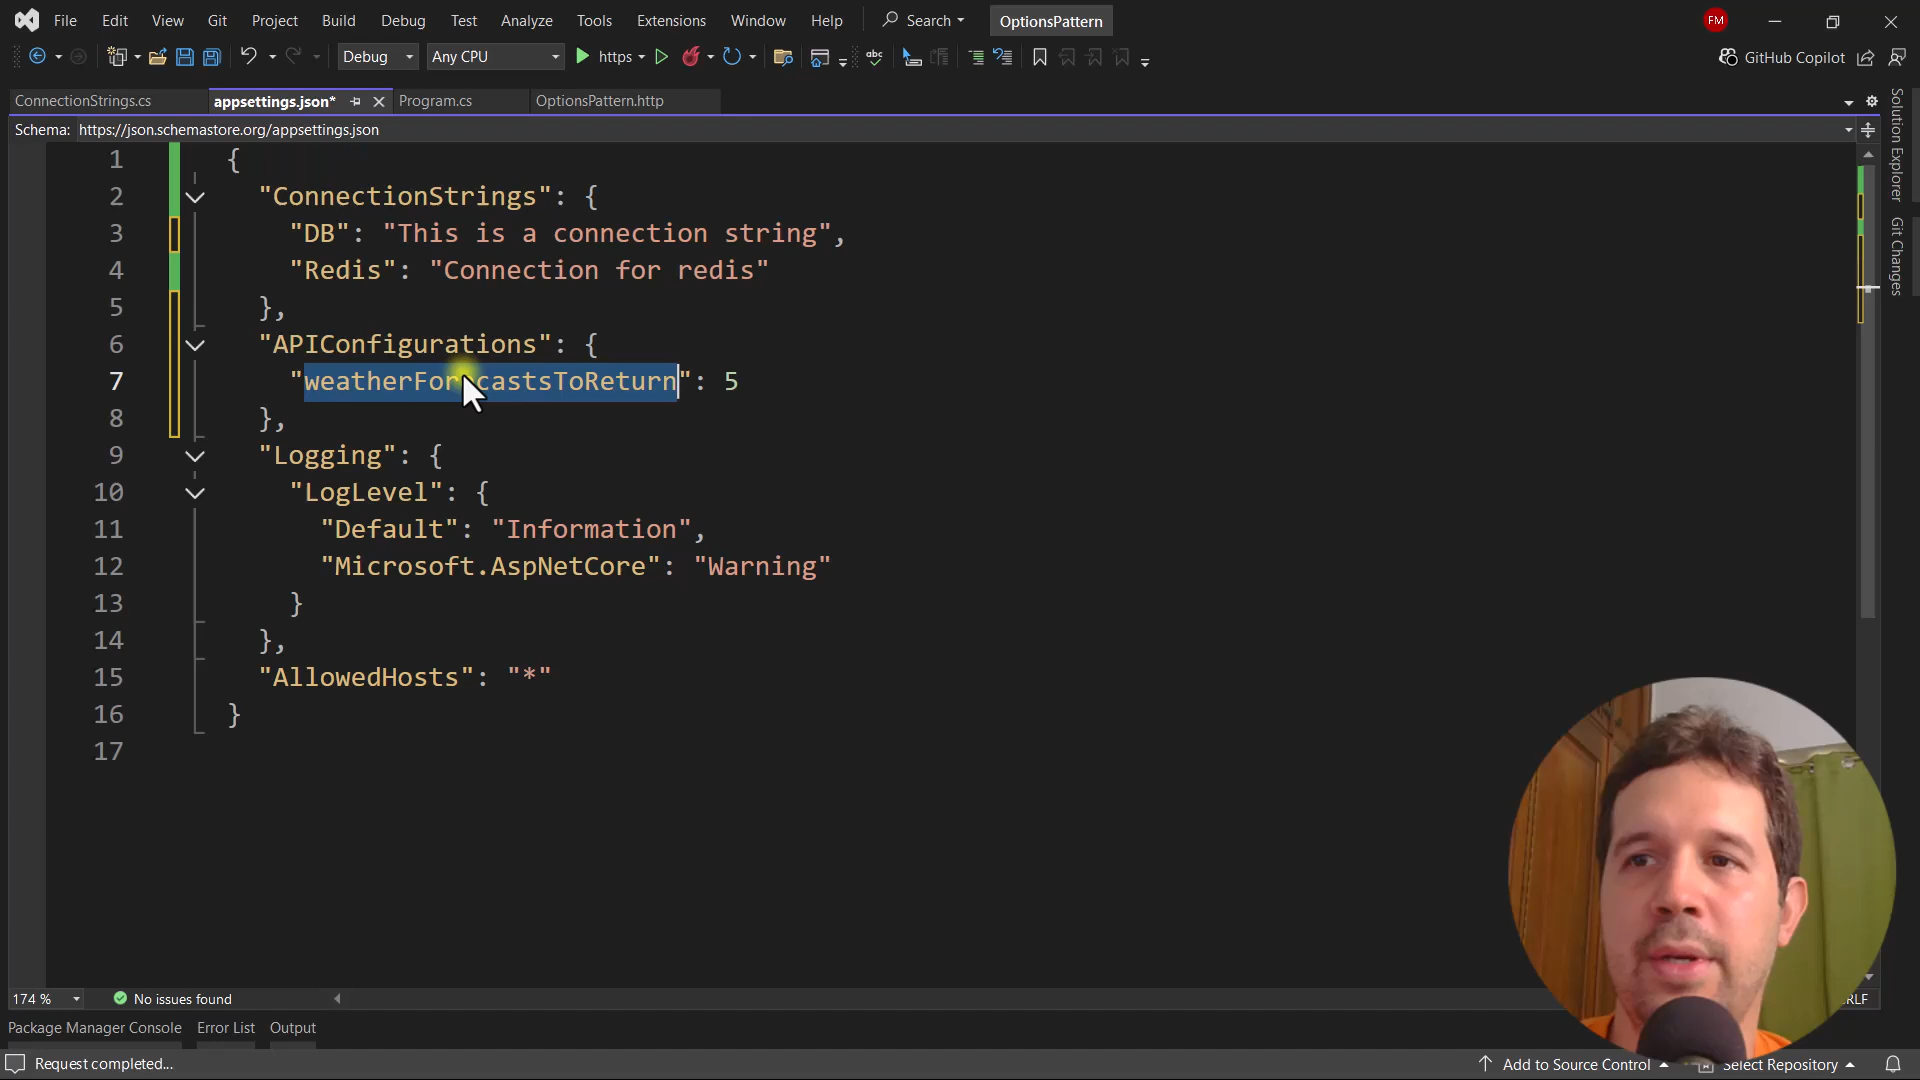 File Edit View Git Project Build Debug Test Analyze Tools Extensions Window Help Search OptionsPattern FM
Debug Any CPU https GitHub Copilot
ConnectionStrings.cs appsettings.json* Program.cs OptionsPattern.http
Schema: https://json.schemastore.org/appsettings.json
1 {
2 "ConnectionStrings": {
3 "DB": "This is a connection string",
4 "Redis": "Connection for redis"
5 },
6 "APIConfigurations": {
7 "weatherForecastsToReturn": 5
8 },
9 "Logging": {
10 "LogLevel": {
11 "Default": "Information",
12 "Microsoft.AspNetCore": "Warning"
13 }
14 },
15 "AllowedHosts": "*"
16 }
17
Solution Explorer
Git Changes
174 % No issues found
Package Manager Console Error List Output
Request completed... Add to Source Control Select Repository